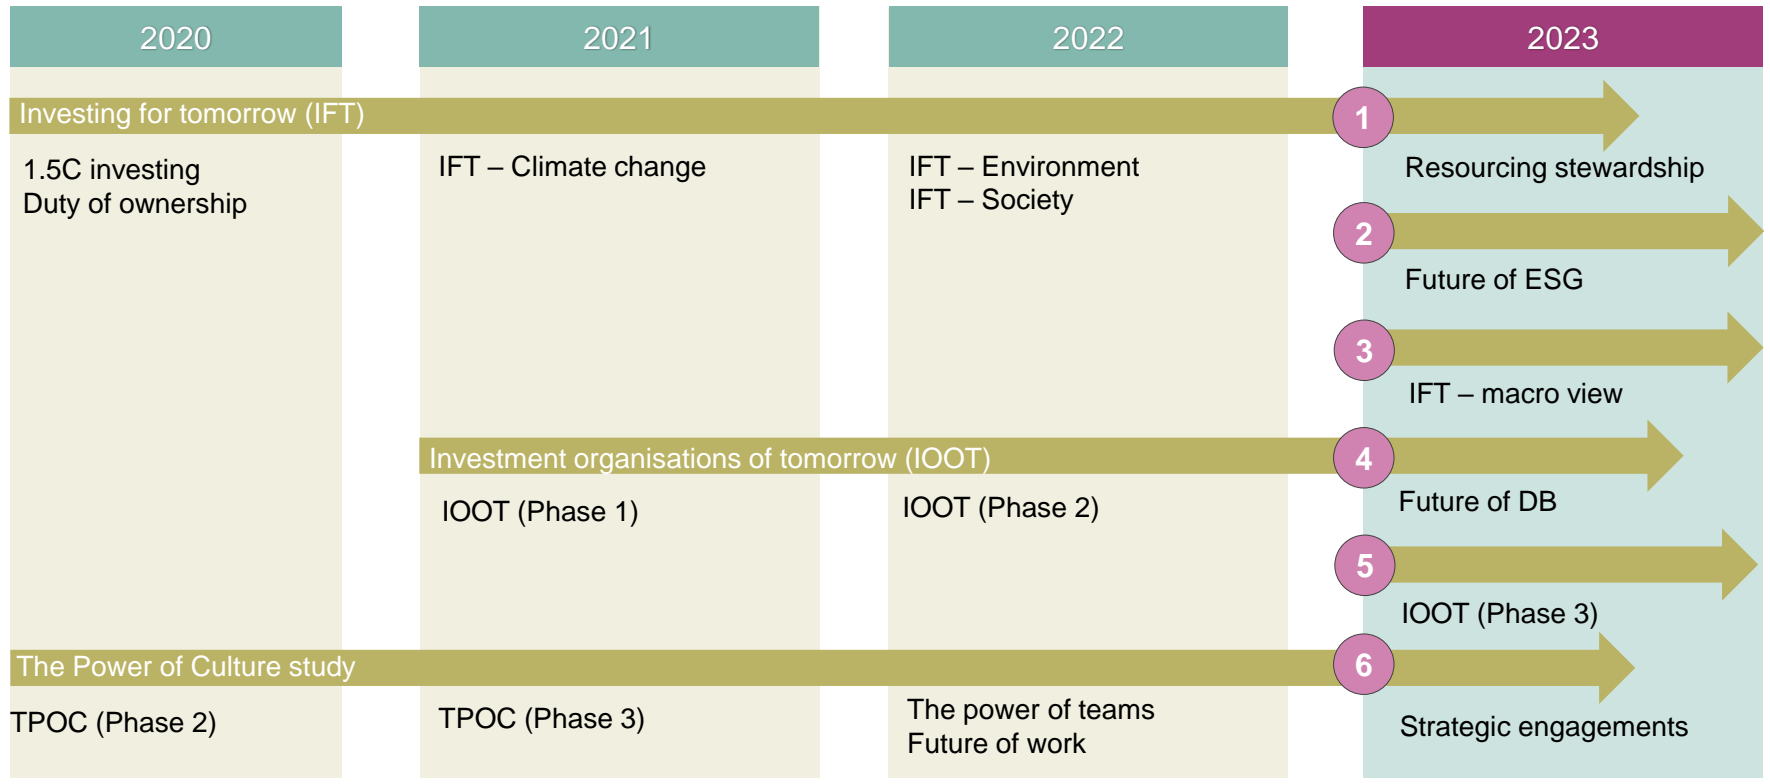 2020
2021
2022
2023
Investing for tomorrow (IFT)
1
1.5C investing
Duty of ownership
IFT – Climate change
IFT – Environment
IFT – Society
Resourcing stewardship
2
Future of ESG
3
IFT – macro view
Investment organisations of tomorrow (IOOT)
4
IOOT (Phase 1)
IOOT (Phase 2)
Future of DB
5
IOOT (Phase 3)
The Power of Culture study
6
TPOC (Phase 2)
TPOC (Phase 3)
The power of teams
Future of work
Strategic engagements